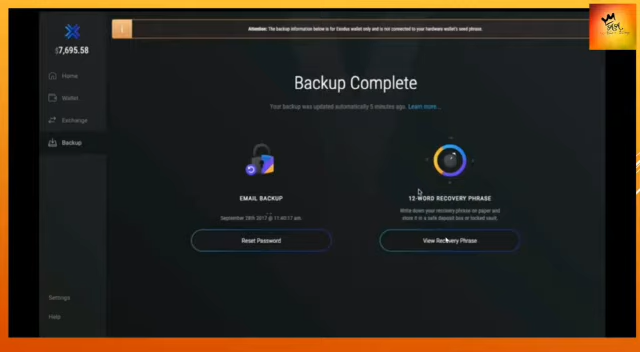 Attention: The backup information below is for Exodus wallet only and is not connected to your hardware wallet's seed phrase.
$7,695.58
Home
Wallet
Exchange
Backup
Settings
Help
Backup Complete
Your backup was updated automatically 5 minutes ago. Learn more...
EMAIL BACKUP
September 28th 2017 @ 11:40:17 am.
Reset Password
12-WORD RECOVERY PHRASE
Write down your recovery phrase on paper and
store it in a safe deposit box or locked vault.
View Recovery Phrase